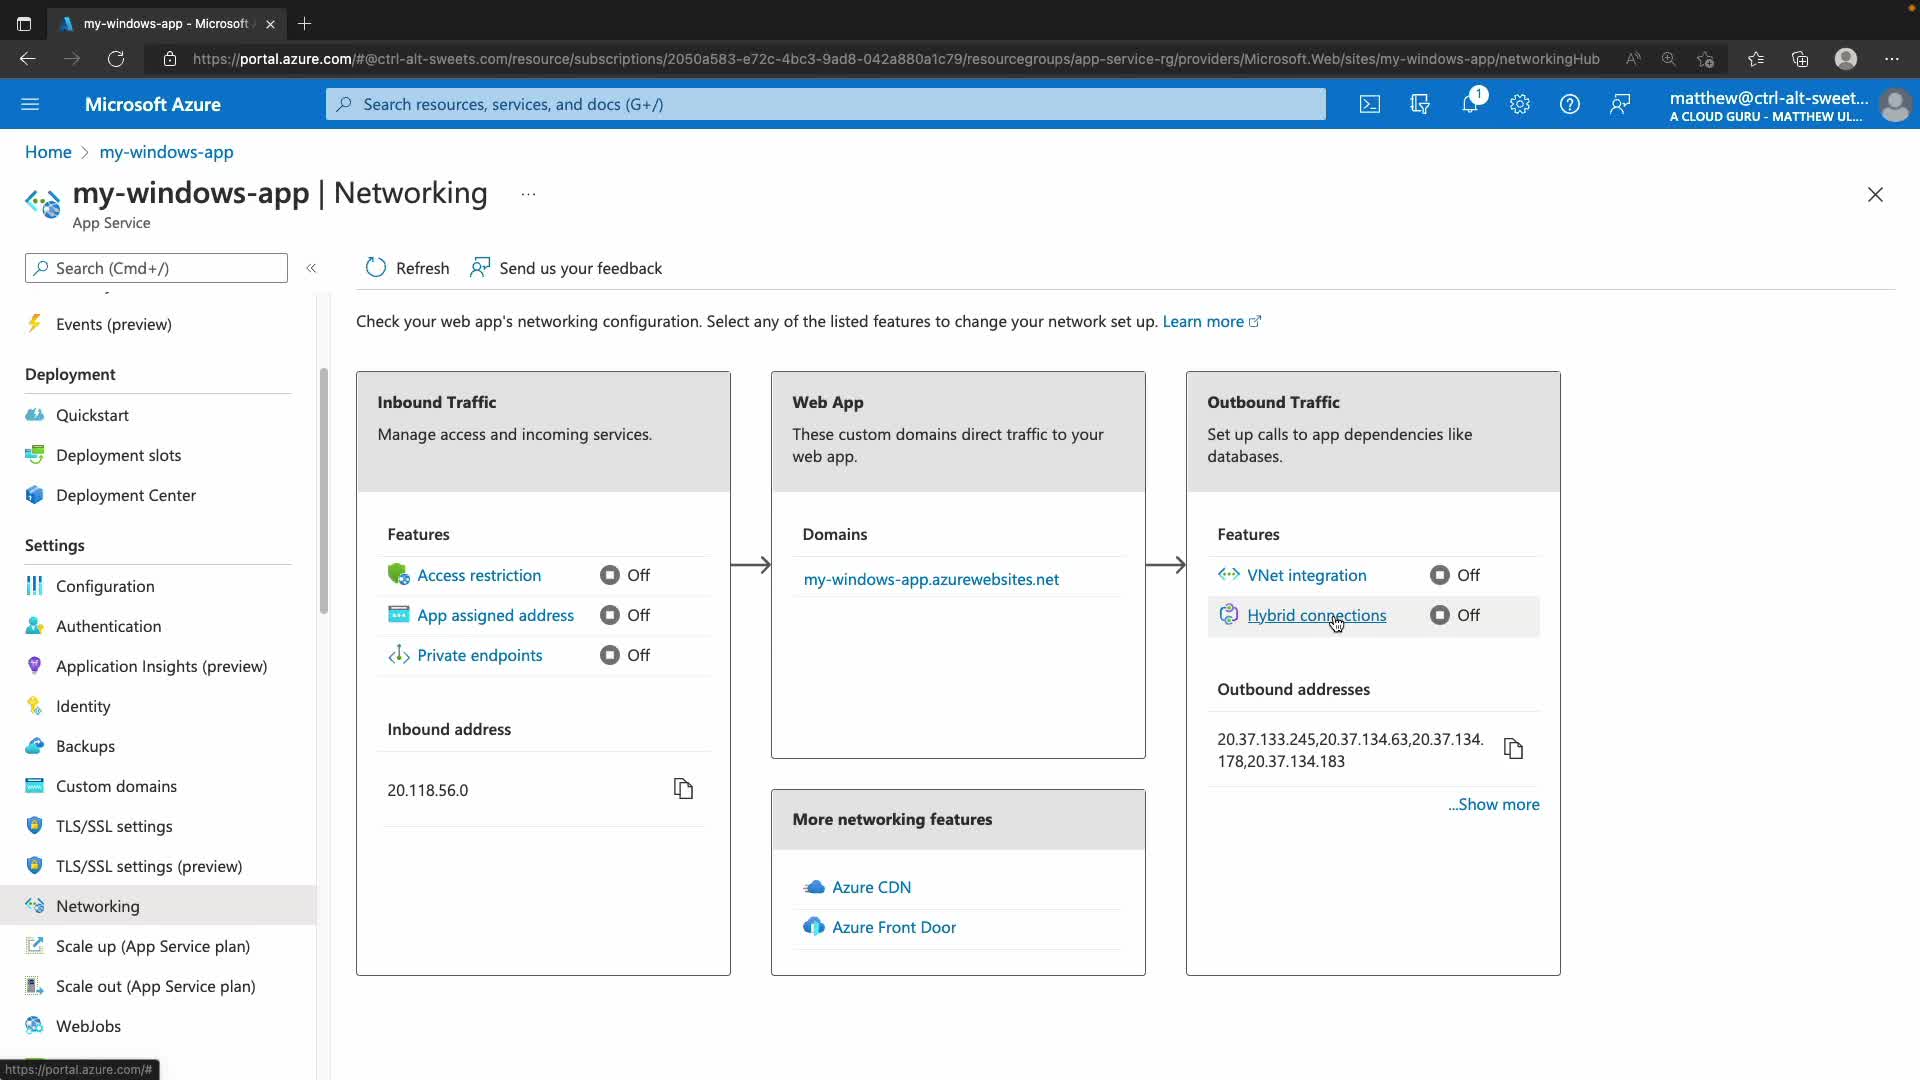 my-windows-app - Microsoft
https://portal.azure.com/#@ctrl-alt-sweets.com/resource/subscriptions/2050a583-e72c-4bc3-9ad8-042a880a1c79/resourcegroups/app-service-rg/providers/Microsoft.Web/sites/my-windows-app/networkingHub
Microsoft Azure
Search resources, services, and docs (G+/)
1
matthew@ctrl-alt-sweet...
A CLOUD GURU - MATTHEW UL...
Home > my-windows-app
my-windows-app | Networking ...
App Service
Search (Cmd+/)
«
Refresh
Send us your feedback
Events (preview)
Deployment
Quickstart
Deployment slots
Deployment Center
Settings
Configuration
Authentication
Application Insights (preview)
Identity
Backups
Custom domains
TLS/SSL settings
TLS/SSL settings (preview)
Networking
Scale up (App Service plan)
Scale out (App Service plan)
WebJobs
https://portal.azure.com/#
Check your web app's networking configuration. Select any of the listed features to change your network set up. Learn more
Inbound Traffic
Manage access and incoming services.
Features
Access restriction Off
App assigned address Off
Private endpoints Off
Inbound address
20.118.56.0
Web App
These custom domains direct traffic to your
web app.
Domains
my-windows-app.azurewebsites.net
More networking features
Azure CDN
Azure Front Door
Outbound Traffic
Set up calls to app dependencies like
databases.
Features
VNet integration Off
Hybrid connections Off
Outbound addresses
20.37.133.245,20.37.134.63,20.37.134.
178,20.37.134.183
...Show more